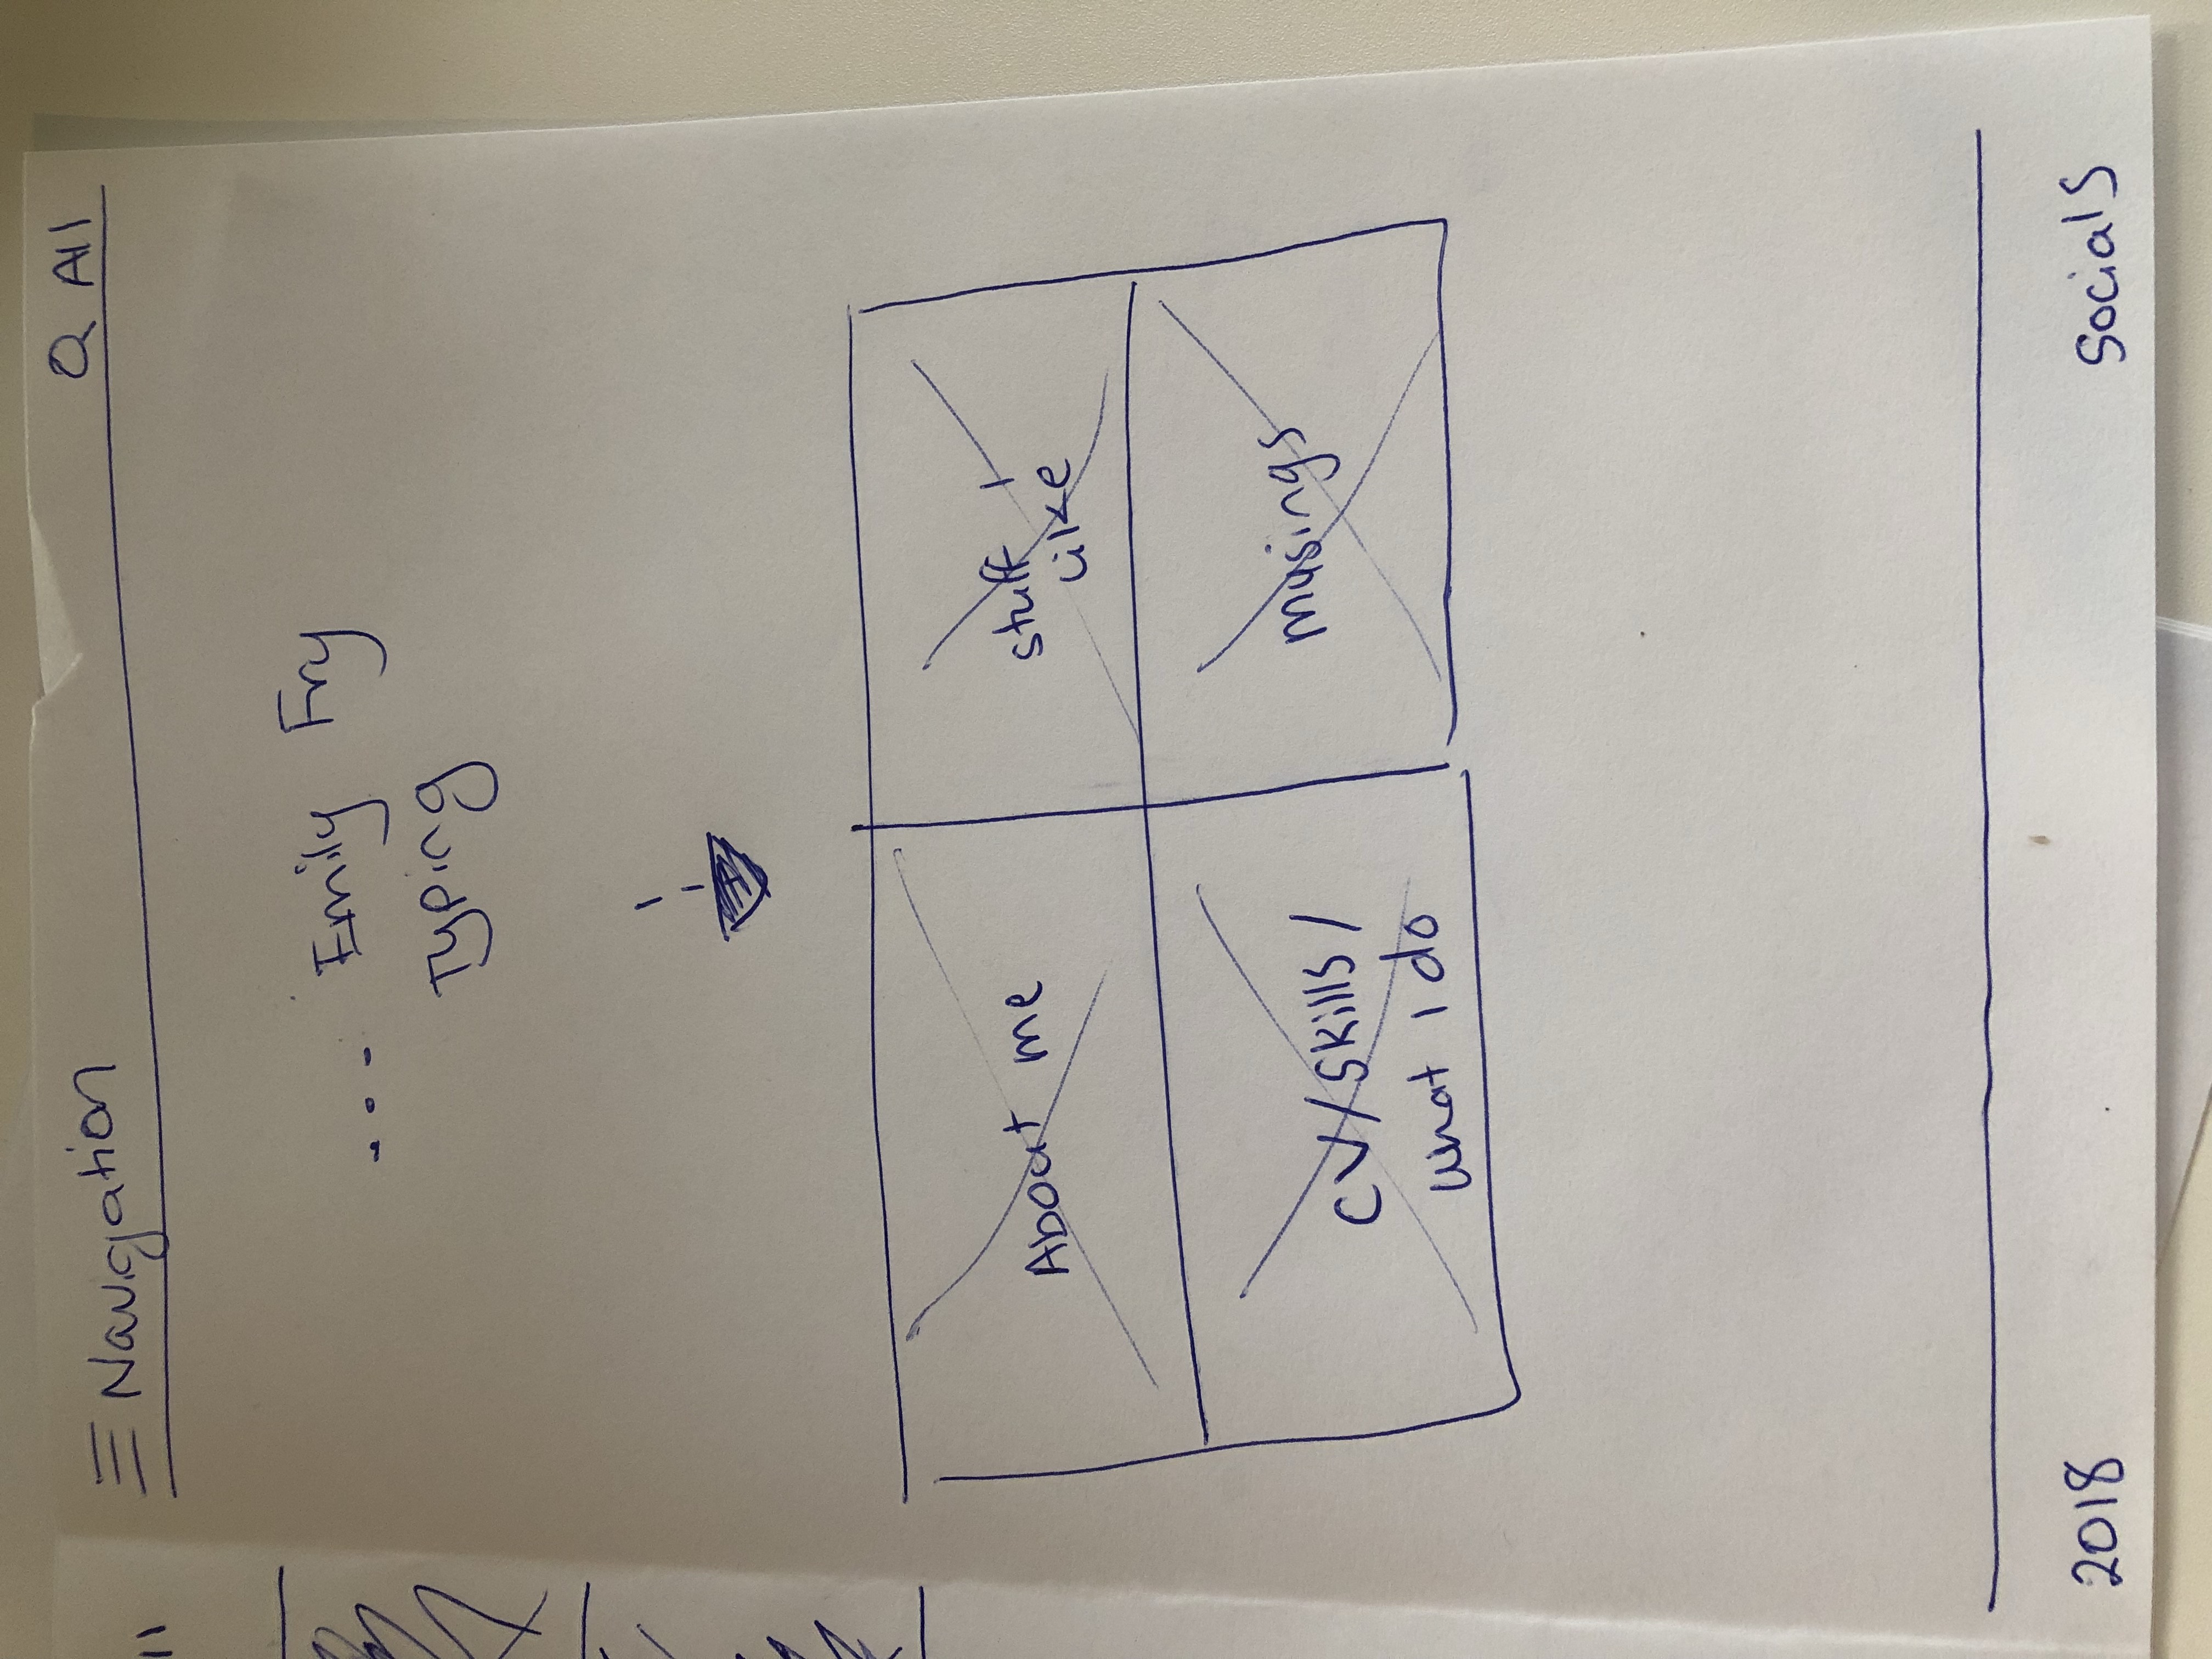 Navigation
All
... Emily Fry
Typing
About me
stuff I
like
CV/Skills/
what I do
musings
2018
Socials